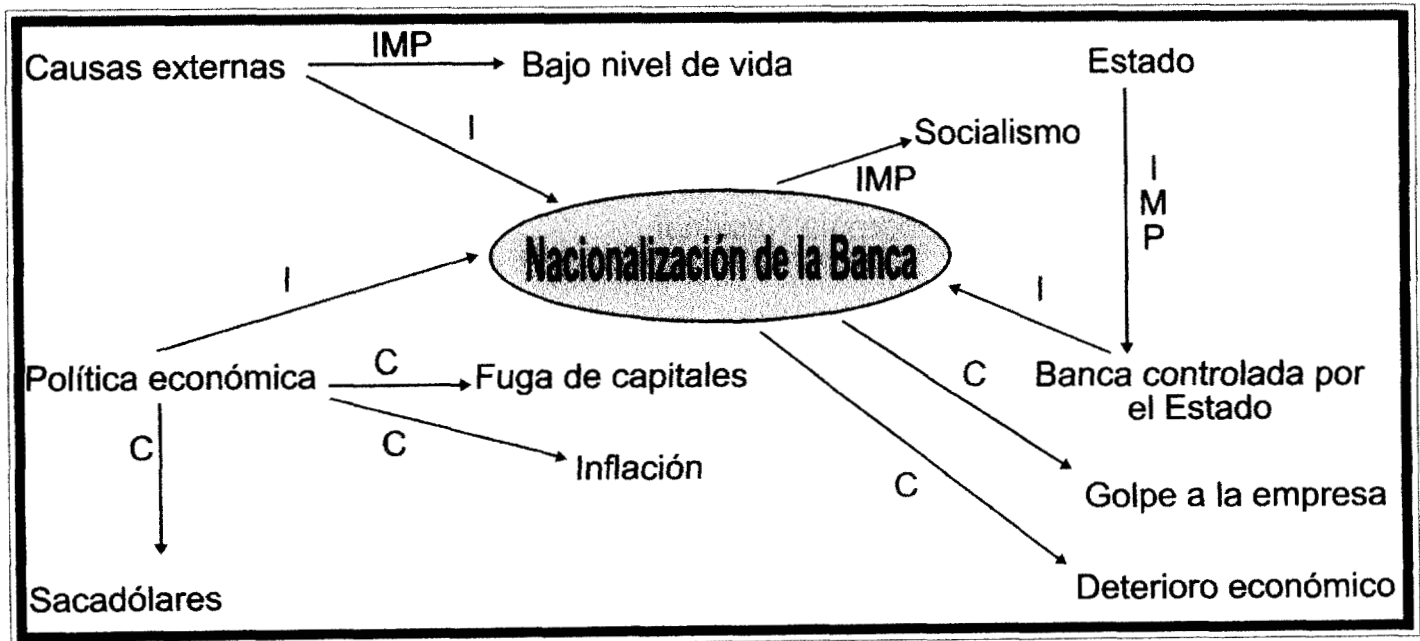 Causas externas
IMP
Bajo nivel de vida
Estado
I
Socialismo
IMP
I
M
P
Nacionalización de la Banca
I
I
Política económica
C
Fuga de capitales
C
Banca controlada por
el Estado
C
C
Inflación
C
Golpe a la empresa
Deterioro económico
Sacadólares